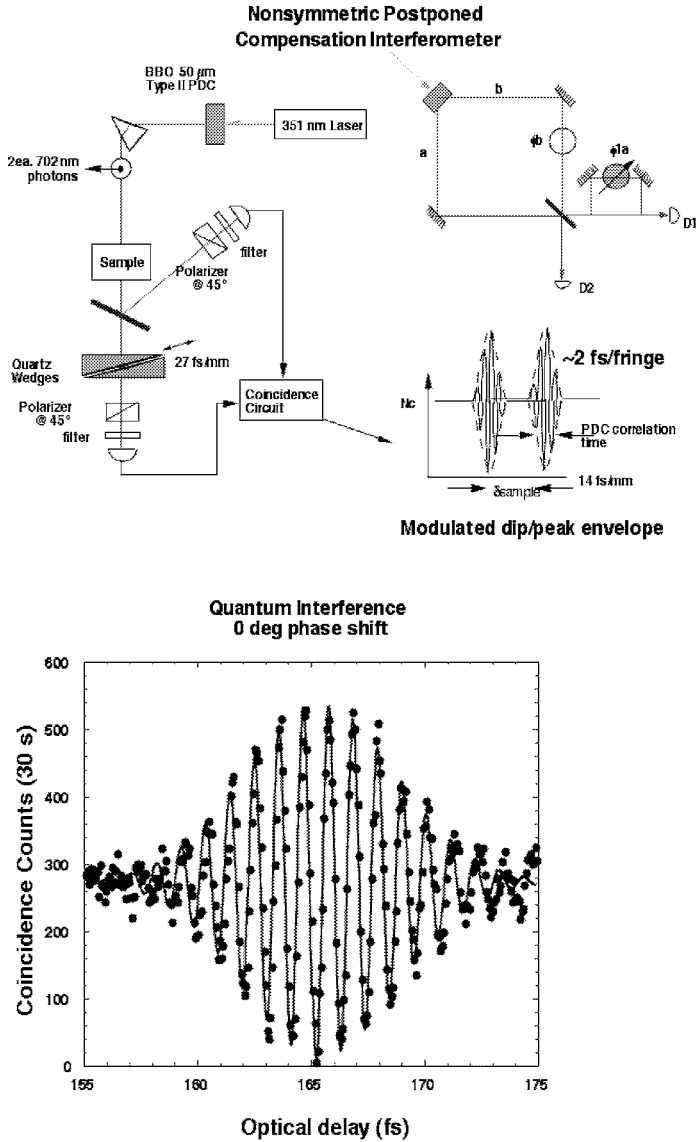 Nonsymmetric Postponed
Compensation Interferometer
BBO 50 µm
Type II PDC
351 nm Laser
2ea. 702 nm
photons
Sample
filter
Polarizer
@ 45°
Quartz
Wedges
27 fs/mm
Polarizer
@ 45°
filter
Coincidence
Circuit
b
a
ϕb
ϕ1a
D1
D2
~2 fs/fringe
Nc
PDC correlation
time
14 fs/mm
δsample
Modulated dip/peak envelope
Quantum Interference
0 deg phase shift
Coincidence Counts (30 s)
600
500
400
300
200
100
0
155
160
165
170
175
Optical delay (fs)